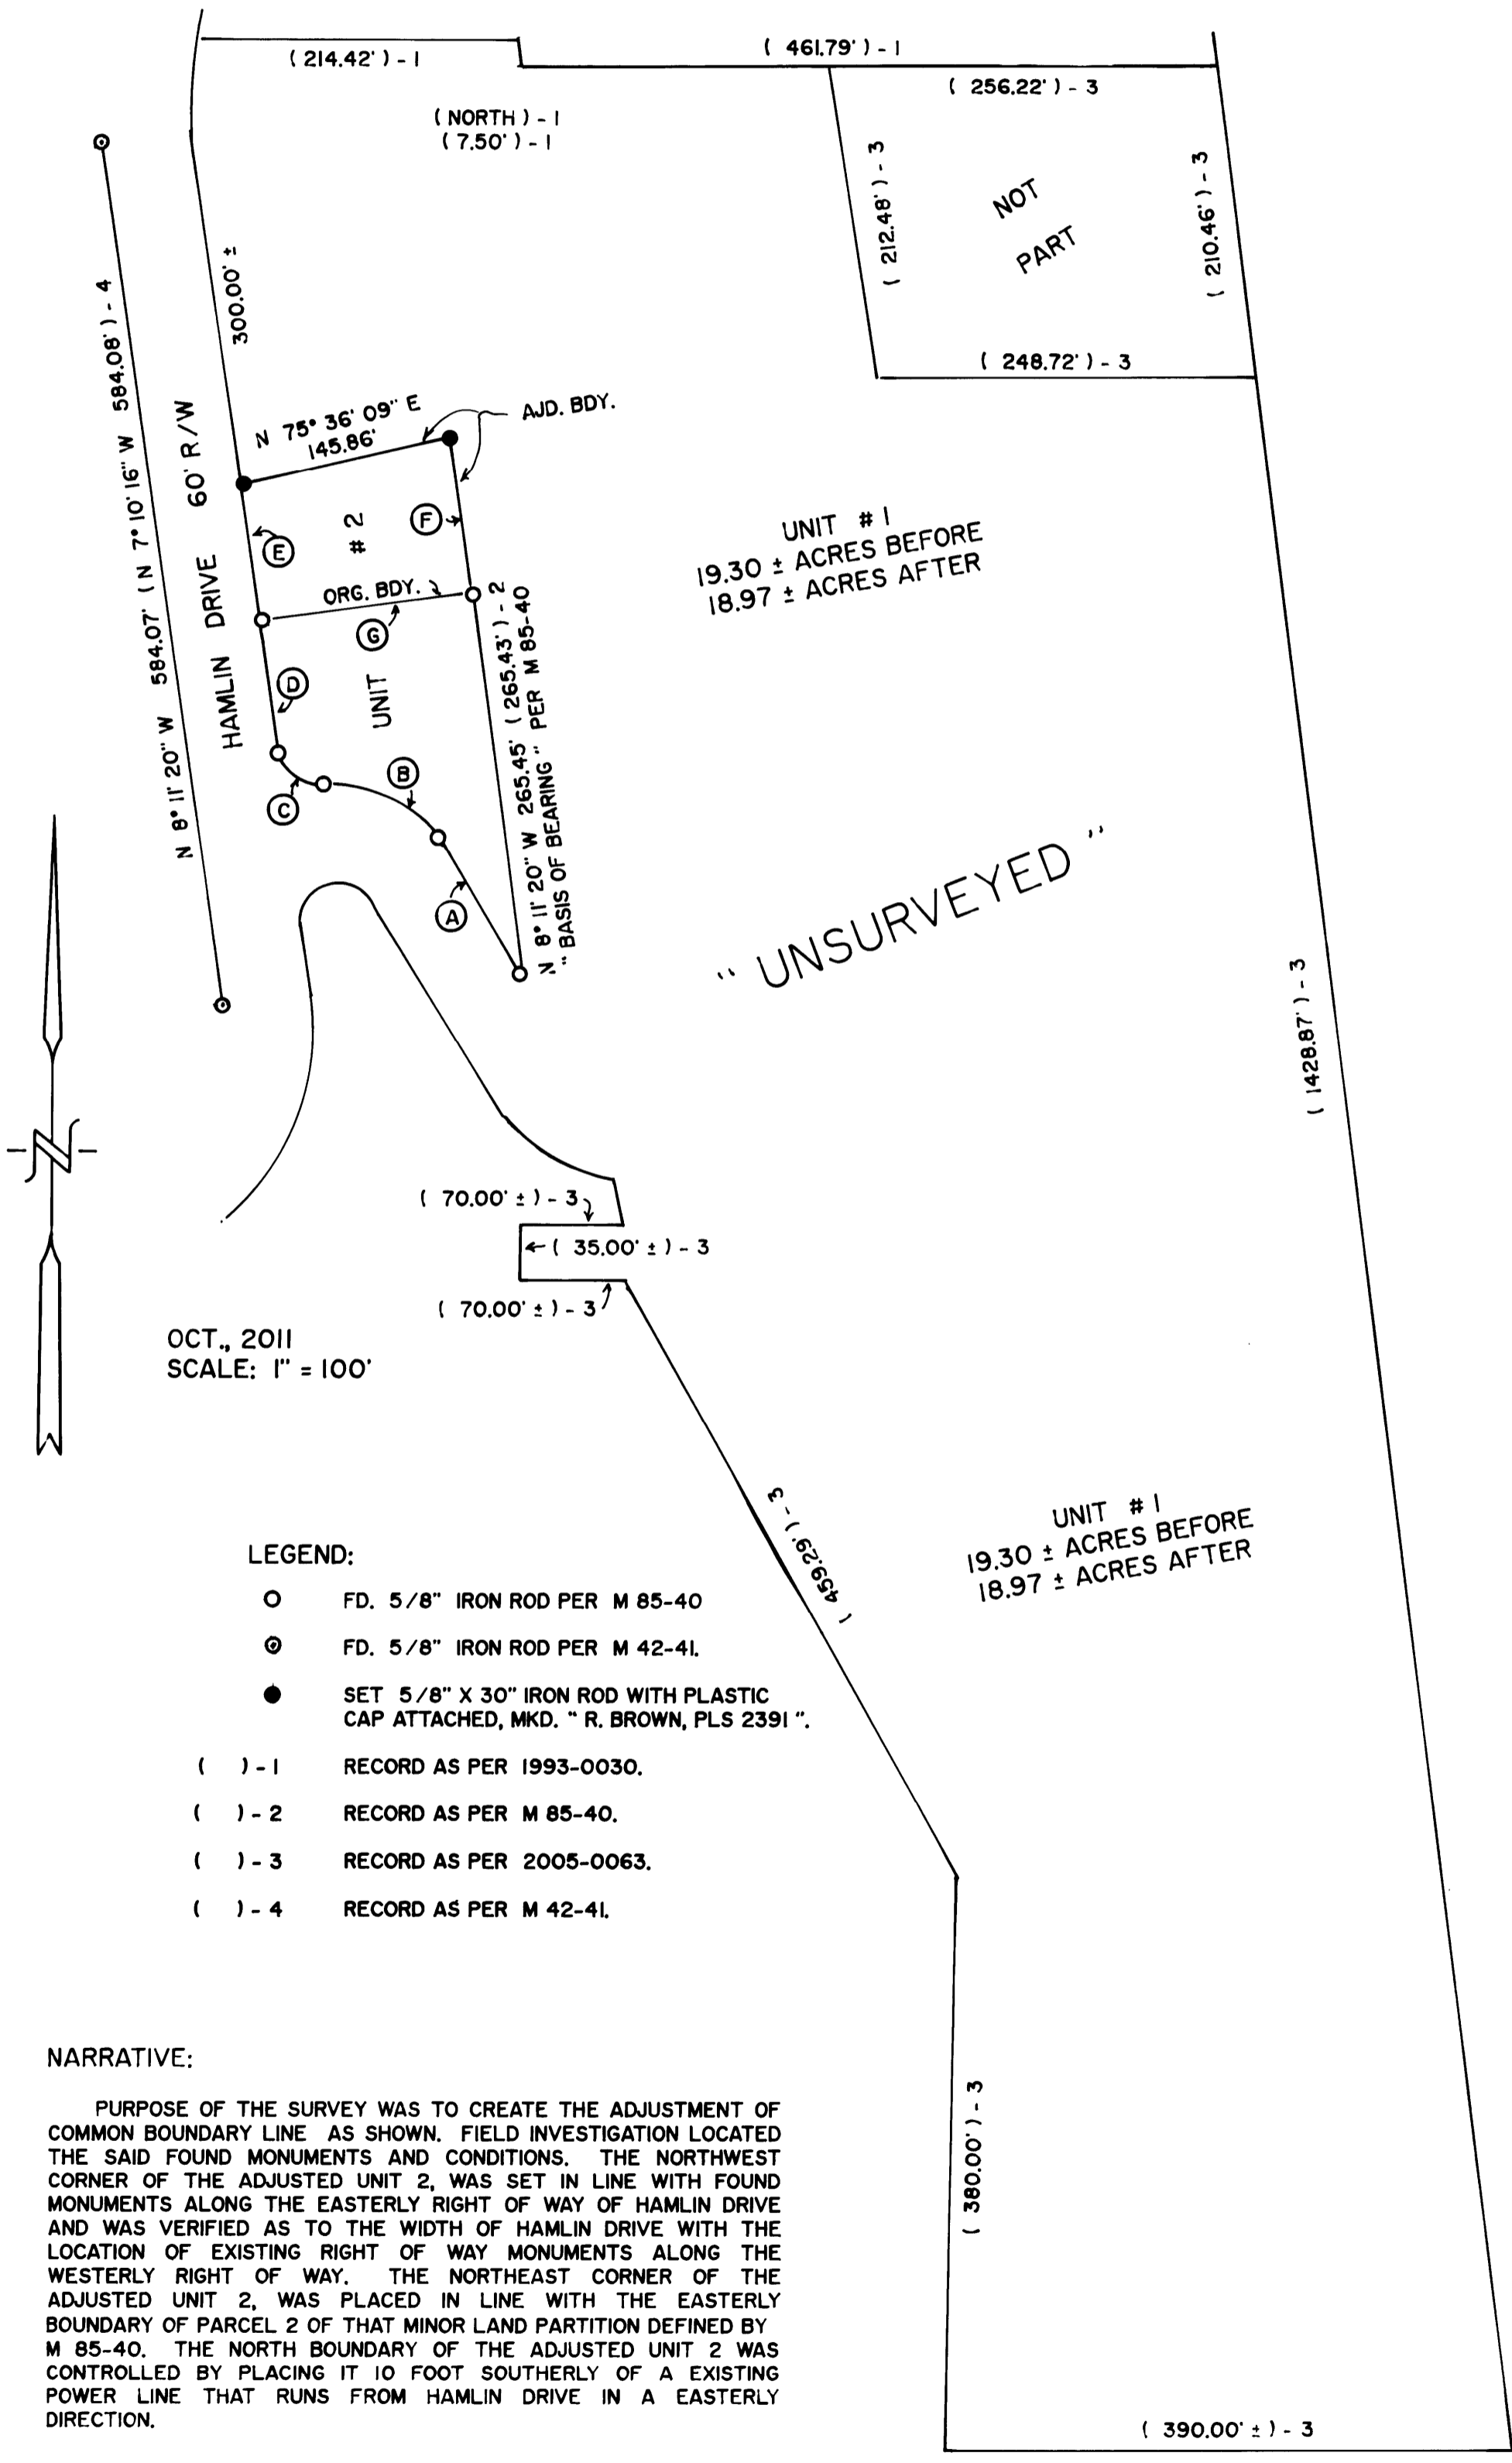 ( 214.42' ) - 1
( 461.79' ) - 1
( 256.22' ) - 3
( NORTH ) - 1
( 7.50' ) - 1
( 212.48' ) - 3
NOT
PART
( 210.46' ) - 3
( 248.72' ) - 3
300.00' ±
N 8° 11' 20" W 584.07' ( N 7° 10' 16" W 584.08' ) - 4
HAMLIN DRIVE 60' R/W
N 75° 36' 09" E
145.86'
AJD. BDY.
E
F
UNIT # 2
ORG. BDY.
G
D
B
C
A
N 8° 11' 20" W 265.45' ( 265.43' ) - 2
" BASIS OF BEARING " PER M 85-40
UNIT # 1
19.30 ± ACRES BEFORE
18.97 ± ACRES AFTER
" UNSURVEYED "
( 1428.87' ) - 3
N
( 70.00' ± ) - 3
( 35.00' ± ) - 3
( 70.00' ± ) - 3
OCT., 2011
SCALE: 1" = 100'
( 459.29' ) - 3
UNIT # 1
19.30 ± ACRES BEFORE
18.97 ± ACRES AFTER
LEGEND:
FD. 5/8" IRON ROD PER M 85-40
FD. 5/8" IRON ROD PER M 42-41.
SET 5/8" X 30" IRON ROD WITH PLASTIC
CAP ATTACHED, MKD. " R. BROWN, PLS 2391 ".
( ) - 1 RECORD AS PER 1993-0030.
( ) - 2 RECORD AS PER M 85-40.
( ) - 3 RECORD AS PER 2005-0063.
( ) - 4 RECORD AS PER M 42-41.
( 380.00' ) - 3
( 390.00' ± ) - 3
NARRATIVE:
PURPOSE OF THE SURVEY WAS TO CREATE THE ADJUSTMENT OF
COMMON BOUNDARY LINE AS SHOWN. FIELD INVESTIGATION LOCATED
THE SAID FOUND MONUMENTS AND CONDITIONS. THE NORTHWEST
CORNER OF THE ADJUSTED UNIT 2, WAS SET IN LINE WITH FOUND
MONUMENTS ALONG THE EASTERLY RIGHT OF WAY OF HAMLIN DRIVE
AND WAS VERIFIED AS TO THE WIDTH OF HAMLIN DRIVE WITH THE
LOCATION OF EXISTING RIGHT OF WAY MONUMENTS ALONG THE
WESTERLY RIGHT OF WAY. THE NORTHEAST CORNER OF THE
ADJUSTED UNIT 2, WAS PLACED IN LINE WITH THE EASTERLY
BOUNDARY OF PARCEL 2 OF THAT MINOR LAND PARTITION DEFINED BY
M 85-40. THE NORTH BOUNDARY OF THE ADJUSTED UNIT 2 WAS
CONTROLLED BY PLACING IT 10 FOOT SOUTHERLY OF A EXISTING
POWER LINE THAT RUNS FROM HAMLIN DRIVE IN A EASTERLY
DIRECTION.